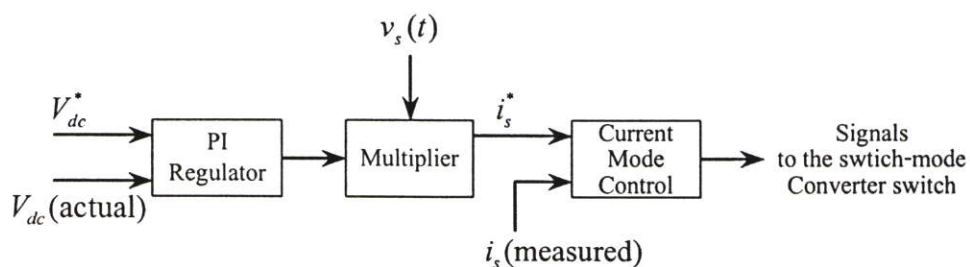 v_s(t)
V*_dc
i*_s
PI
Regulator
Multiplier
Current
Mode
Control
Signals
to the swtich-mode
Converter switch
V_dc(actual)
i_s(measured)